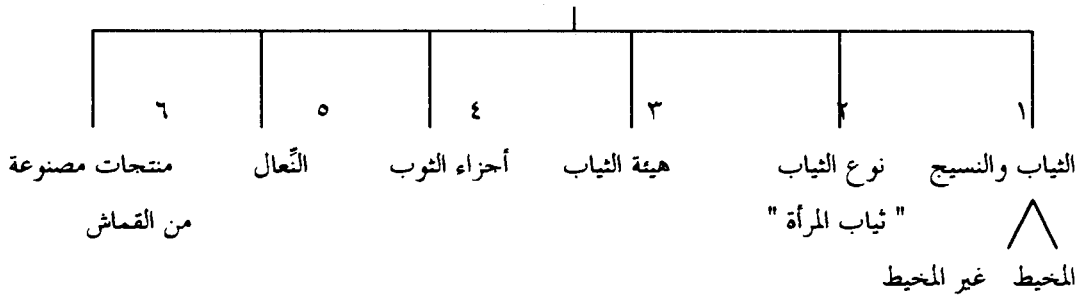 ١ ٢ ٣ ٤ ٥ ٦
الثياب والنسيج نوع الثياب هيئة الثياب أجزاء الثوب النِّعال منتجات مصنوعة
" ثياب المرأة " من القماش
المخيط غير المخيط